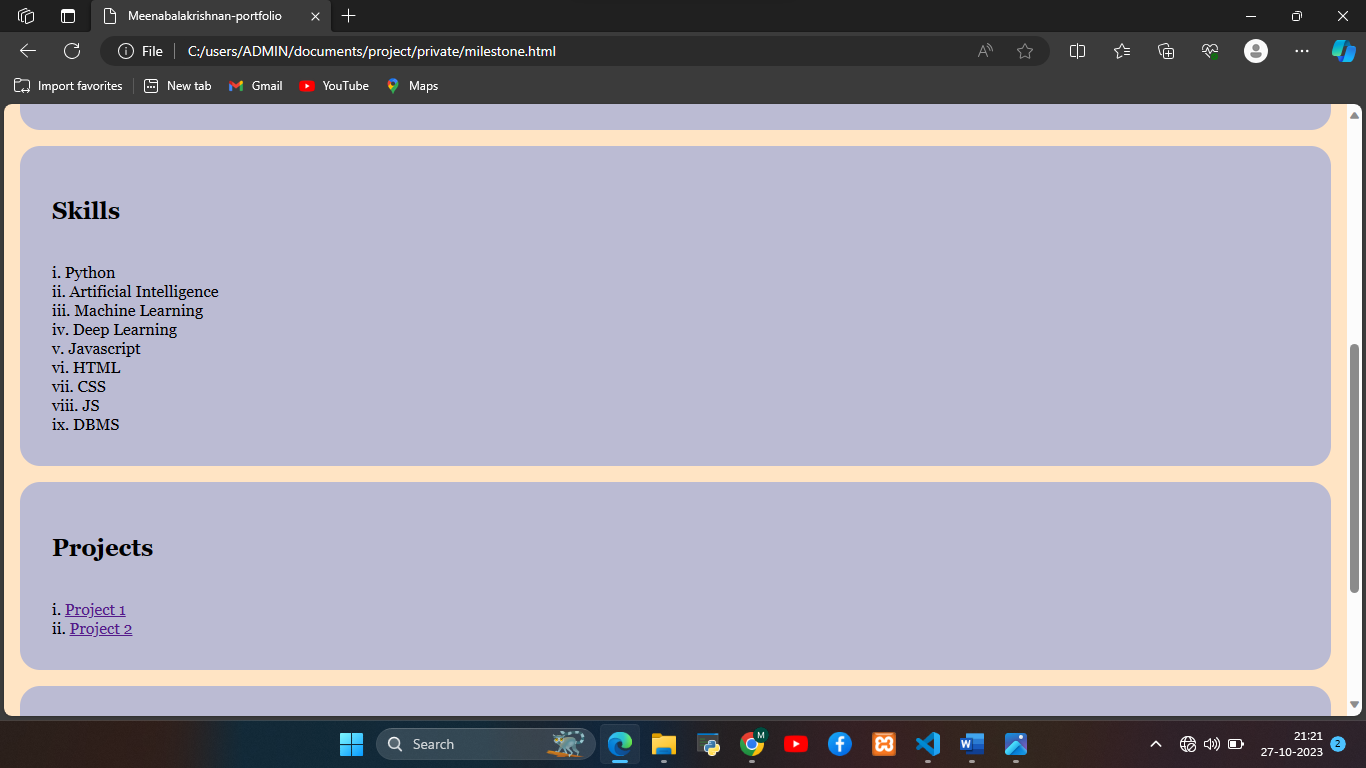 Meenabalakrishnan-portfolio
File C:/users/ADMIN/documents/project/private/milestone.html
Import favorites New tab Gmail YouTube Maps
Skills
i. Python
ii. Artificial Intelligence
iii. Machine Learning
iv. Deep Learning
v. Javascript
vi. HTML
vii. CSS
viii. JS
ix. DBMS
Projects
i. Project 1
ii. Project 2
Search
M
21:21
27-10-2023
2